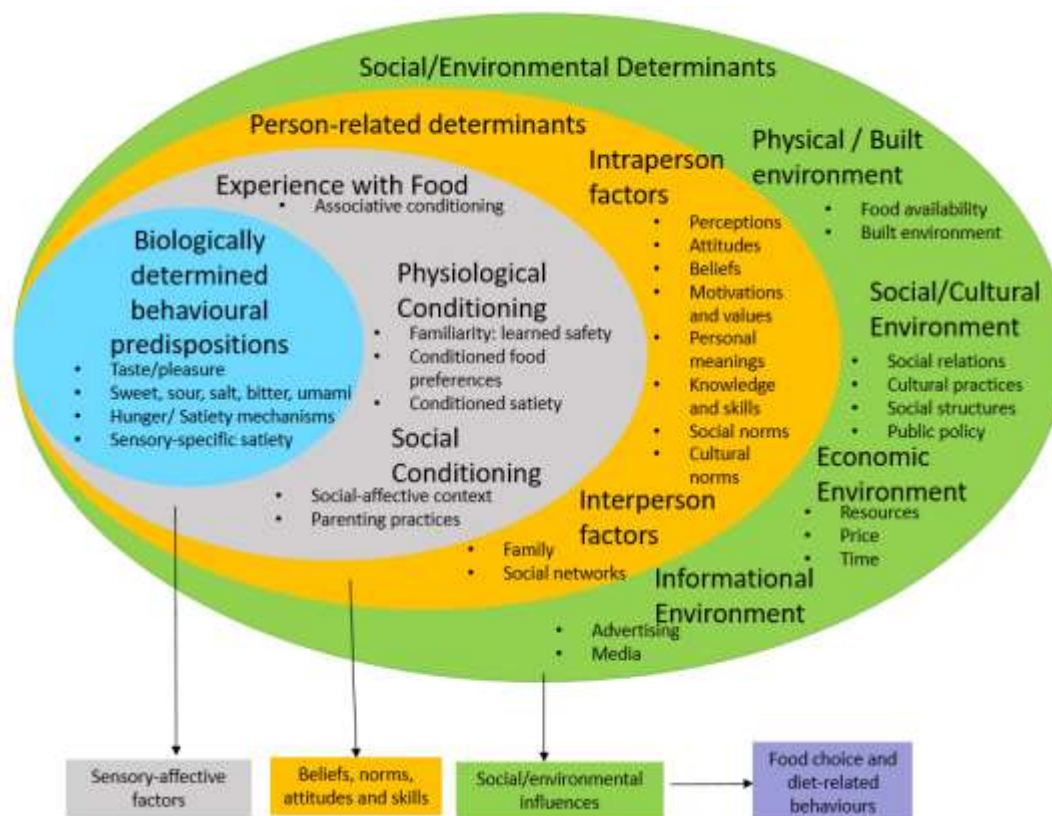 Social/Environmental Determinants
Person-related determinants
Experience with Food
• Associative conditioning
Biologically
determined
behavioural
predispositions
• Taste/pleasure
• Sweet, sour, salt, bitter, umami
• Hunger/ Satiety mechanisms
• Sensory-specific satiety
Physiological
Conditioning
• Familiarity: learned safety
• Conditioned food
preferences
• Conditioned satiety
Social
Conditioning
• Social-affective context
• Parenting practices
Intraperson
factors
• Perceptions
• Attitudes
• Beliefs
• Motivations
and values
• Personal
meanings
• Knowledge
and skills
• Social norms
• Cultural
norms
Interperson
factors
• Family
• Social networks
Physical / Built
environment
• Food availability
• Built environment
Social/Cultural
Environment
• Social relations
• Cultural practices
• Social structures
• Public policy
Economic
Environment
• Resources
• Price
• Time
Informational
Environment
• Advertising
• Media
Sensory-affective
factors
Beliefs, norms,
attitudes and skills
Social/environmental
influences
Food choice and
diet-related
behaviours